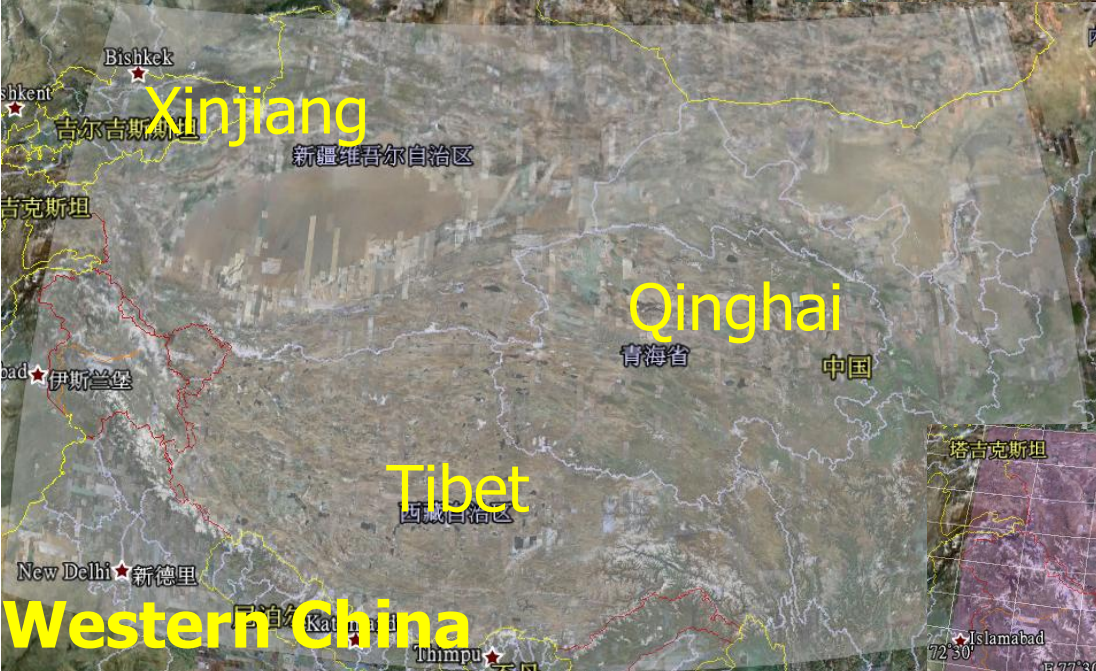 Bishkek
shkent
Xinjiang
吉尔吉斯斯坦
新疆维吾尔自治区
吉克斯坦
Qinghai
青海省
中国
bad
伊斯兰堡
塔吉克斯坦
Tibet
西藏自治区
New Delhi
新德里
Western China
Thimpu
Islamabad
72°30'
E 77°30